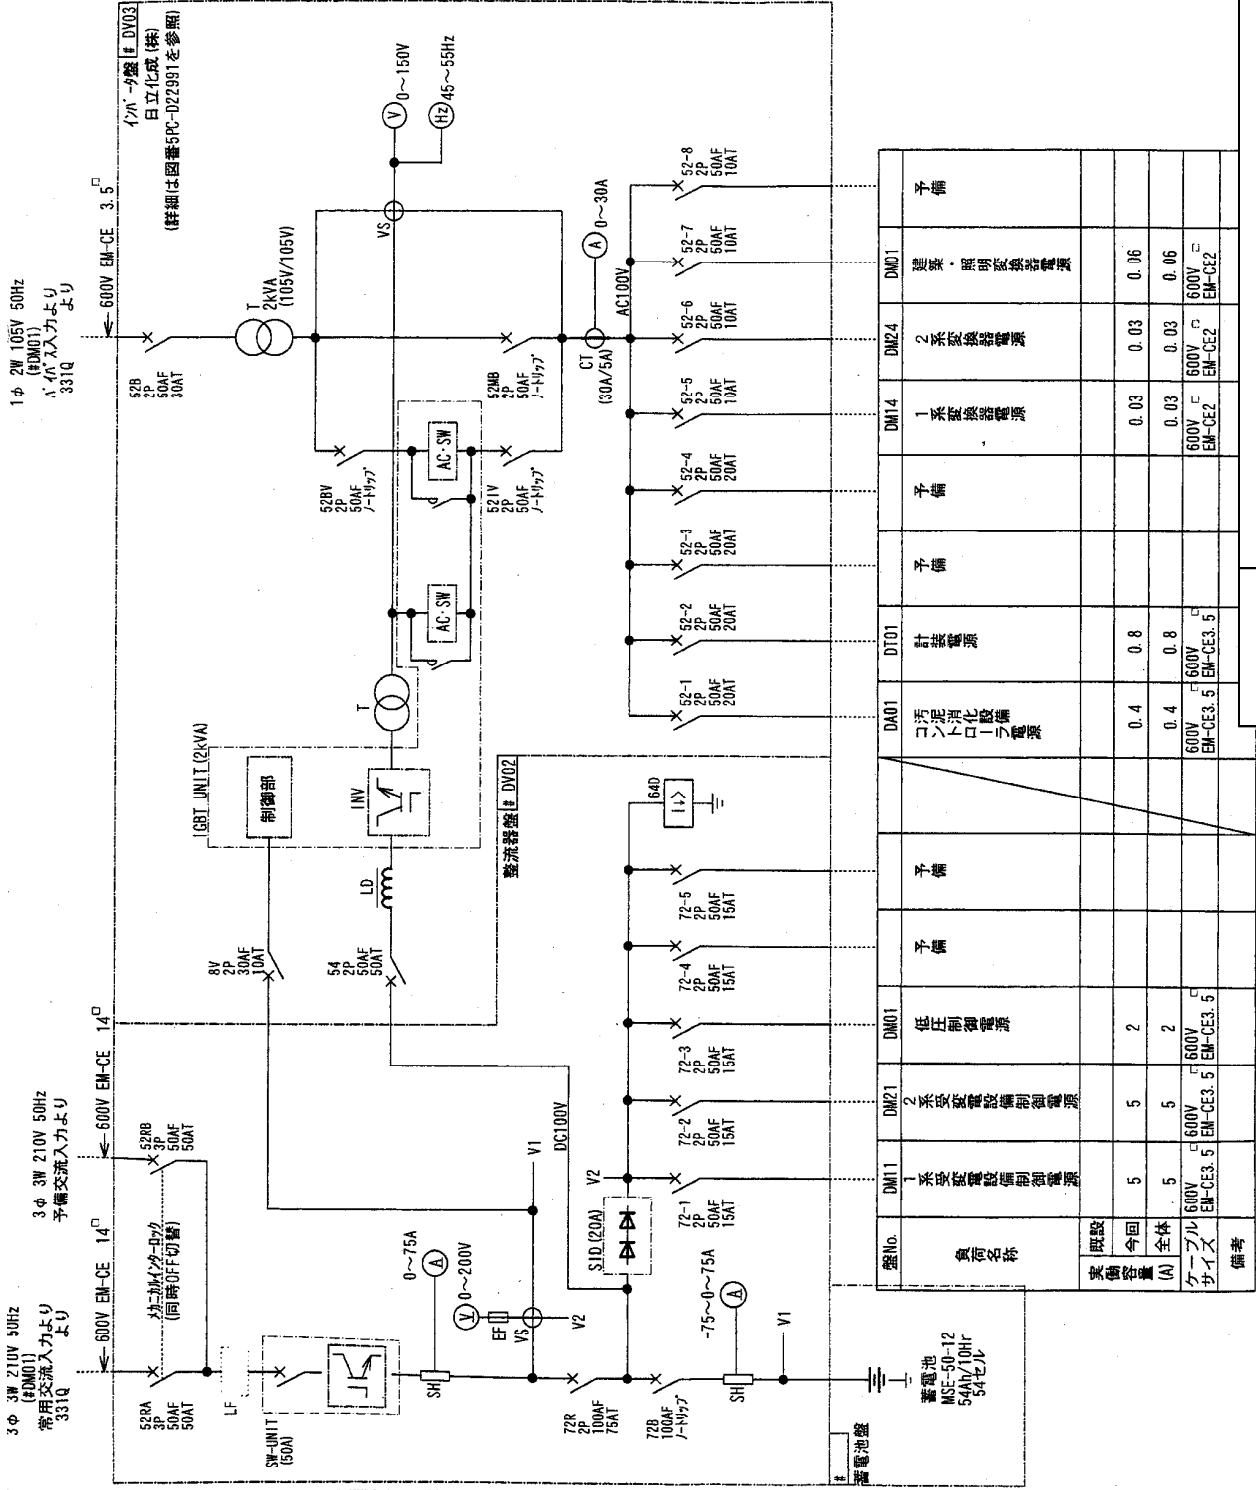 3φ 3W 210V 50Hz
(#DM01)
常用交流入力より
331Q より
600V EM-CE 14□
3φ 3W 210V 50Hz
予備交流入力より
600V EM-CE 14□
1φ 2W 105V 50Hz
(#DM01)
バイパス入力より
331Q より
600V EM-CE 3.5□
インバータ盤 # DV03
日立化成(株)
(詳細は図番5PC-D22991を参照)
52RA
3P
50AF
50AT
メカニカルインターロック
(同時OFF切替)
52RB
3P
50AF
50AT
LF
SW-UNIT
(50A)
SH
A 0~75A
V 0~200V
EF
VS
V2
V1
DC100V
72R
2P
100AF
75AT
72B
100AF
ノートリップ
SH
A -75~0~75A
V1
SID(20A)
V2
#
蓄電池盤
蓄電池
MSE-50-12
54Ah/10Hr
54セル
8V
2P
30AF
10AT
54
2P
50AF
50AT
LD
IGBT UNIT(2kVA)
制御部
INV
T
AC·SW
AC·SW
整流器盤 # DV02
52B
2P
50AF
30AT
T
2kVA
(105V/105V)
52BV
2P
50AF
ノートリップ
52IV
2P
50AF
ノートリップ
52MB
2P
50AF
ノートリップ
VS
V 0~150V
Hz 45~55Hz
CT
(30A/5A)
A 0~30A
AC100V
72-1
2P
50AF
15AT
72-2
2P
50AF
15AT
72-3
2P
50AF
15AT
72-4
2P
50AF
15AT
72-5
2P
50AF
15AT
64D
I↓>
52-1
2P
50AF
20AT
52-2
2P
50AF
20AT
52-3
2P
50AF
20AT
52-4
2P
50AF
20AT
52-5
2P
50AF
10AT
52-6
2P
50AF
10AT
52-7
2P
50AF
10AT
52-8
2P
50AF
10AT
盤No. DM11 DM21 DM01 DA01 DT01 DM14 DM24 DM01
負荷名称 1系受変電設備制御電源 2系受変電設備制御電源 低圧制御電源 予備 予備 汚泥消化設備
コントローラ電源 計装電源 予備 予備 1系変換器電源 2系変換器電源 建築・照明変換器電源 予備
実働容量(A)
既設
今回 5 5 2 0.4 0.8 0.03 0.03 0.06
全体 5 5 2 0.4 0.8 0.03 0.03 0.06
ケーブルサイズ 600V EM-CE3.5□ 600V EM-CE3.5□ 600V EM-CE3.5□ 600V EM-CE3.5□ 600V EM-CE3.5□ 600V EM-CE2□ 600V EM-CE2□ 600V EM-CE2□
備考